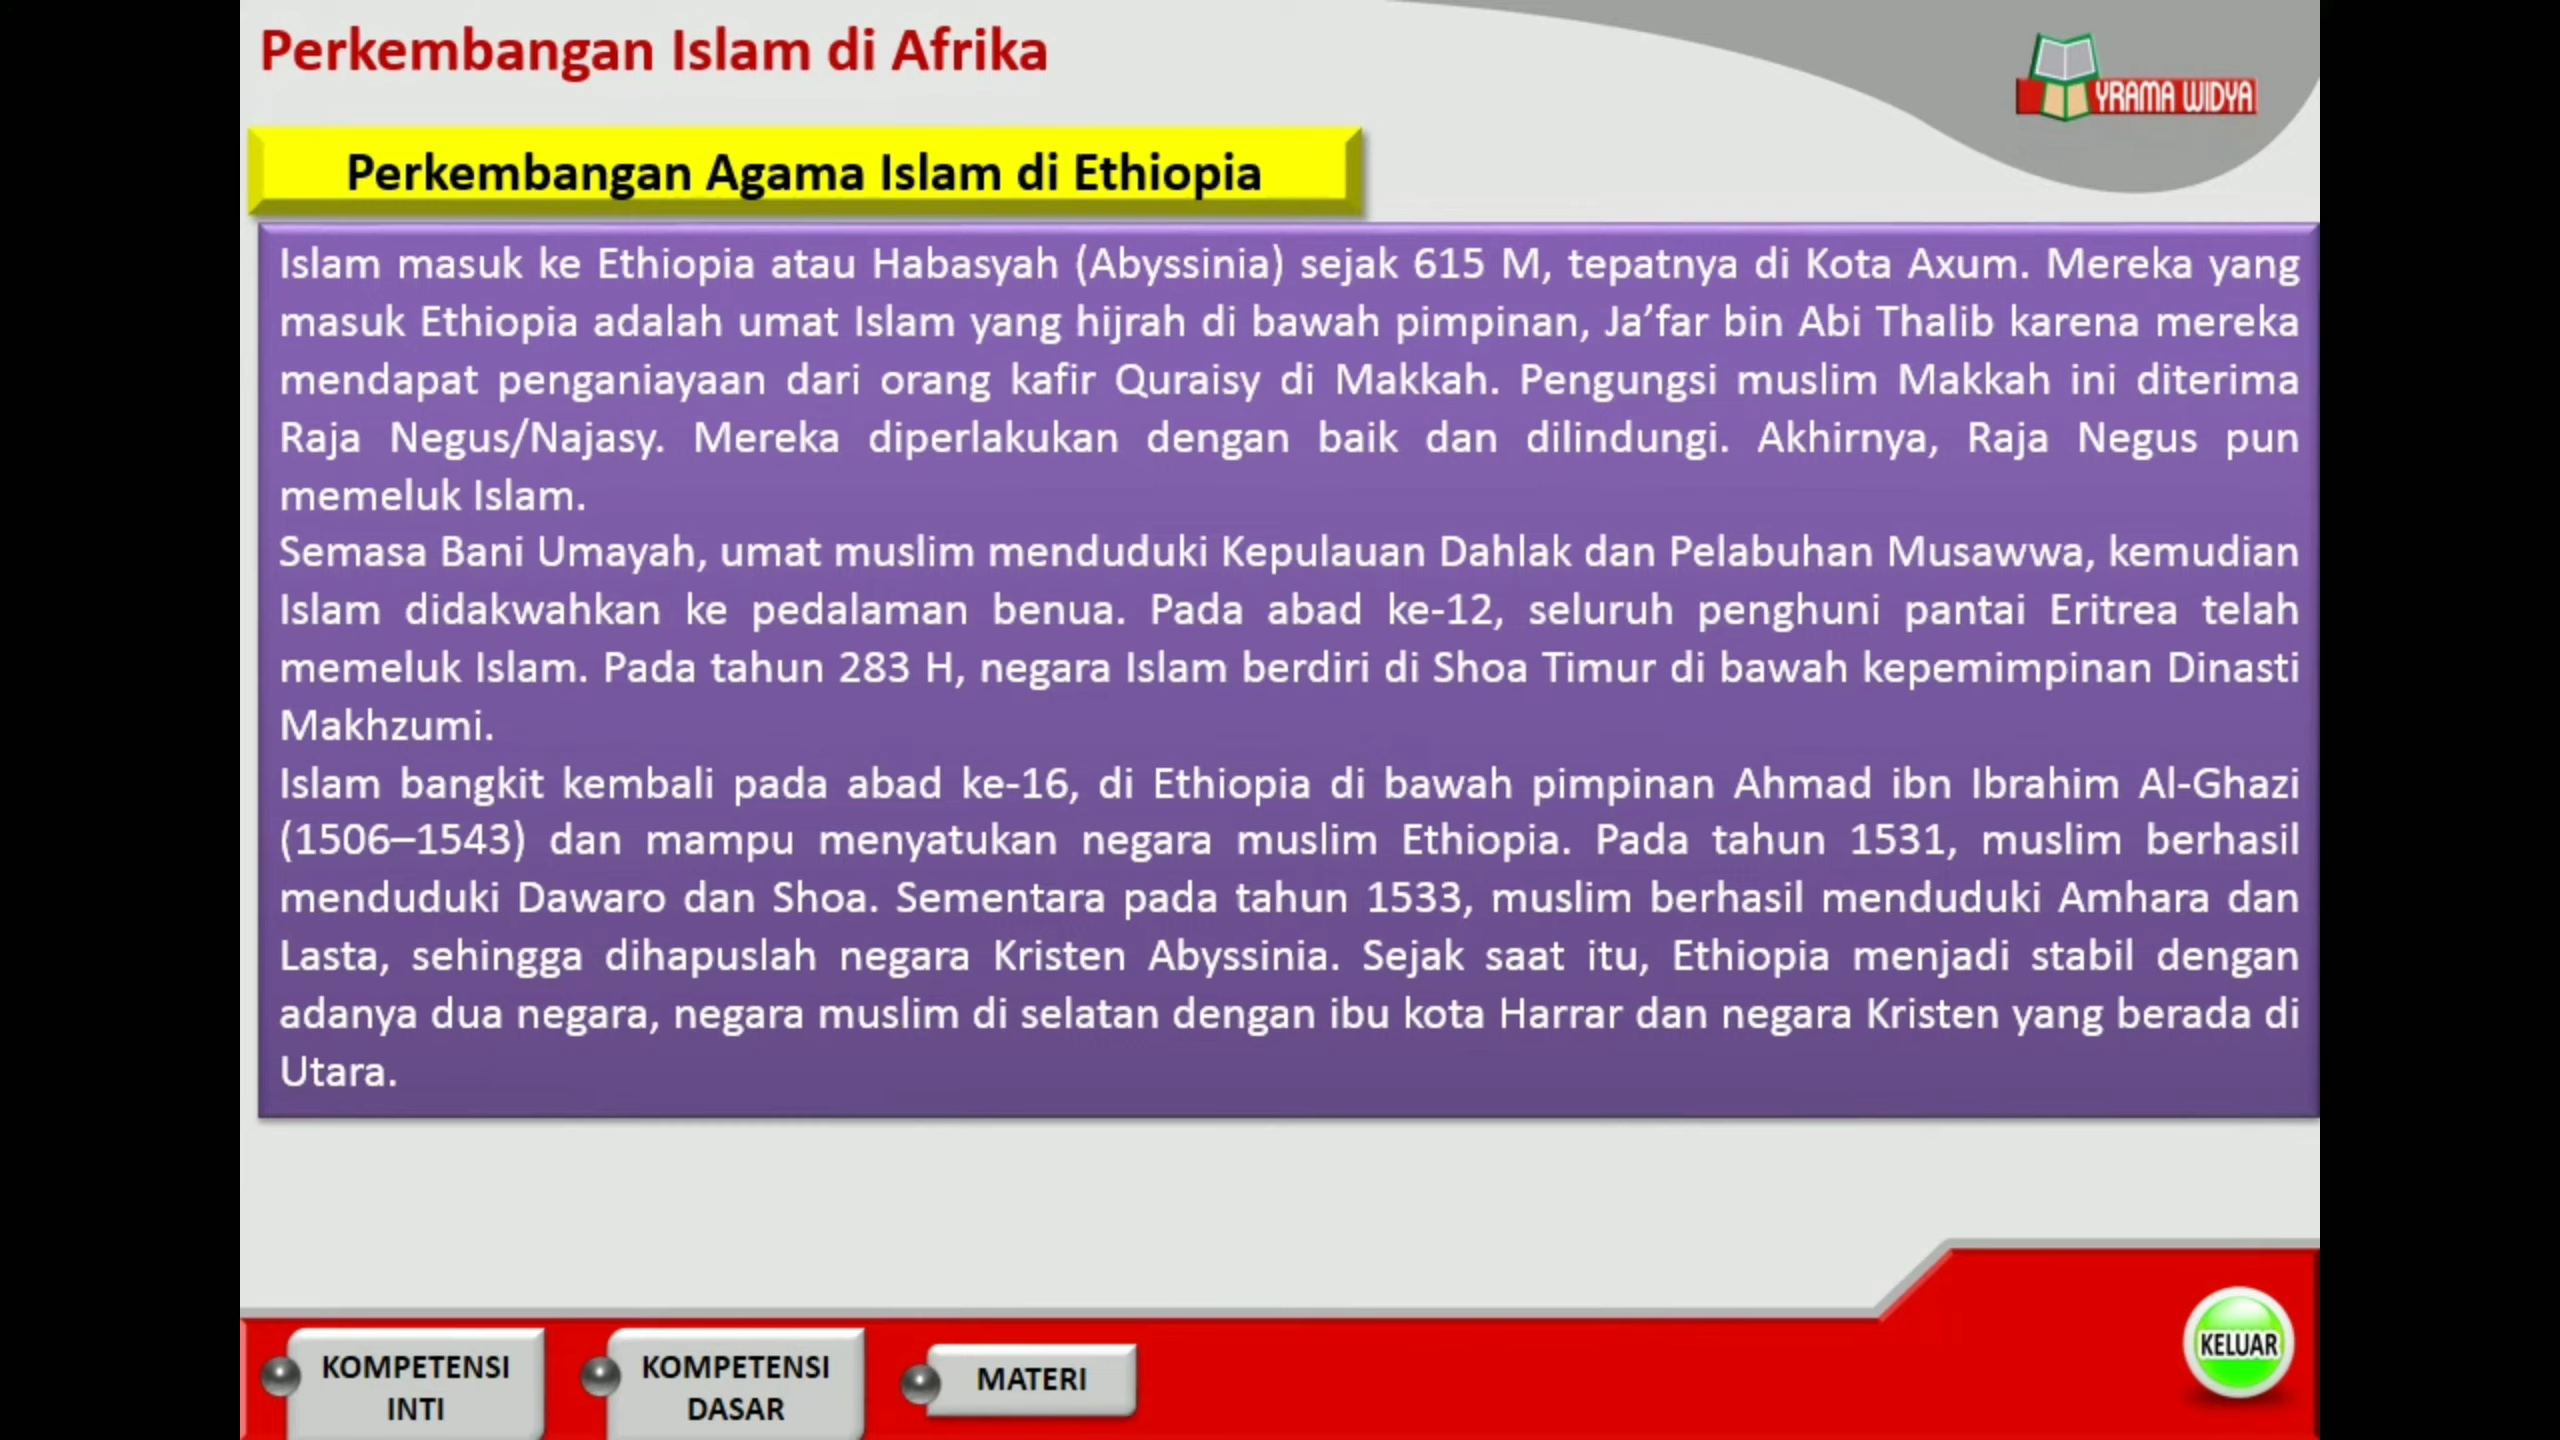 Perkembangan Islam di Afrika
YRAMA WIDYA
Perkembangan Agama Islam di Ethiopia
Islam masuk ke Ethiopia atau Habasyah (Abyssinia) sejak 615 M, tepatnya di Kota Axum. Mereka yang
masuk Ethiopia adalah umat Islam yang hijrah di bawah pimpinan, Ja’far bin Abi Thalib karena mereka
mendapat penganiayaan dari orang kafir Quraisy di Makkah. Pengungsi muslim Makkah ini diterima
Raja Negus/Najasy. Mereka diperlakukan dengan baik dan dilindungi. Akhirnya, Raja Negus pun
memeluk Islam.
Semasa Bani Umayah, umat muslim menduduki Kepulauan Dahlak dan Pelabuhan Musawwa, kemudian
Islam didakwahkan ke pedalaman benua. Pada abad ke-12, seluruh penghuni pantai Eritrea telah
memeluk Islam. Pada tahun 283 H, negara Islam berdiri di Shoa Timur di bawah kepemimpinan Dinasti
Makhzumi.
Islam bangkit kembali pada abad ke-16, di Ethiopia di bawah pimpinan Ahmad ibn Ibrahim Al-Ghazi
(1506–1543) dan mampu menyatukan negara muslim Ethiopia. Pada tahun 1531, muslim berhasil
menduduki Dawaro dan Shoa. Sementara pada tahun 1533, muslim berhasil menduduki Amhara dan
Lasta, sehingga dihapuslah negara Kristen Abyssinia. Sejak saat itu, Ethiopia menjadi stabil dengan
adanya dua negara, negara muslim di selatan dengan ibu kota Harrar dan negara Kristen yang berada di
Utara.
KOMPETENSI
INTI
KOMPETENSI
DASAR
MATERI
KELUAR